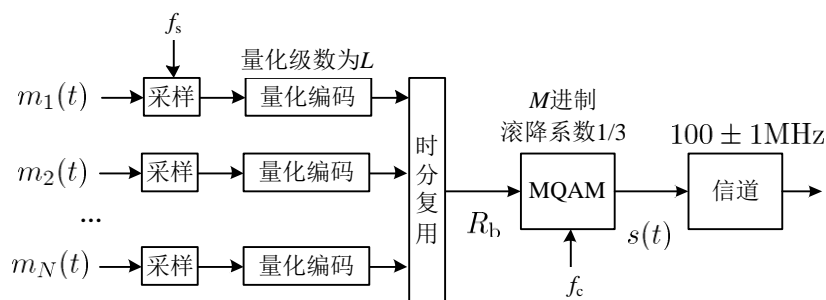 f_s
量化级数为L
m_1(t) 采样 量化编码
m_2(t) 采样 量化编码
...
m_N(t) 采样 量化编码
时分复用
R_b
M进制
滚降系数1/3
MQAM
f_c
s(t)
100 ± 1MHz
信道